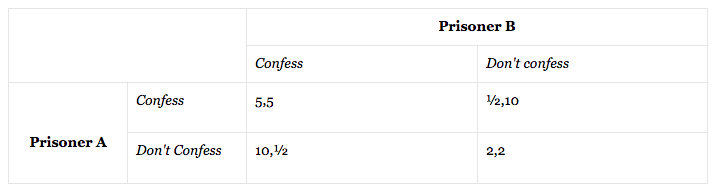 Prisoner B
Confess Don't confess
Confess 5,5 ½,10
Prisoner A
Don't Confess 10,½ 2,2